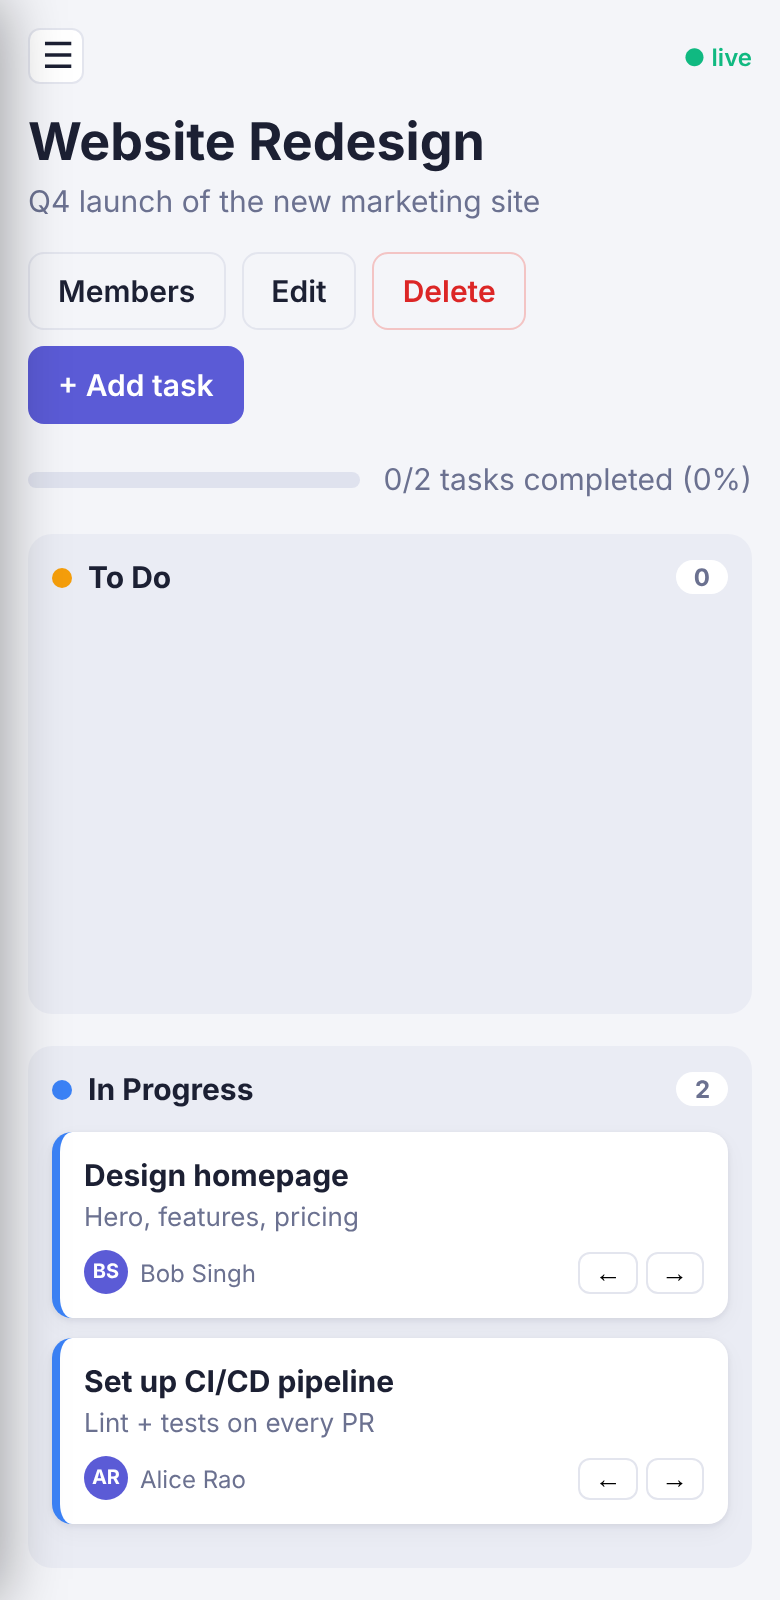 ☰
live
Website Redesign
Q4 launch of the new marketing site
Members Edit Delete
+ Add task
0/2 tasks completed (0%)
To Do 0
In Progress 2
Design homepage
Hero, features, pricing
BS Bob Singh ← →
Set up CI/CD pipeline
Lint + tests on every PR
AR Alice Rao ← →